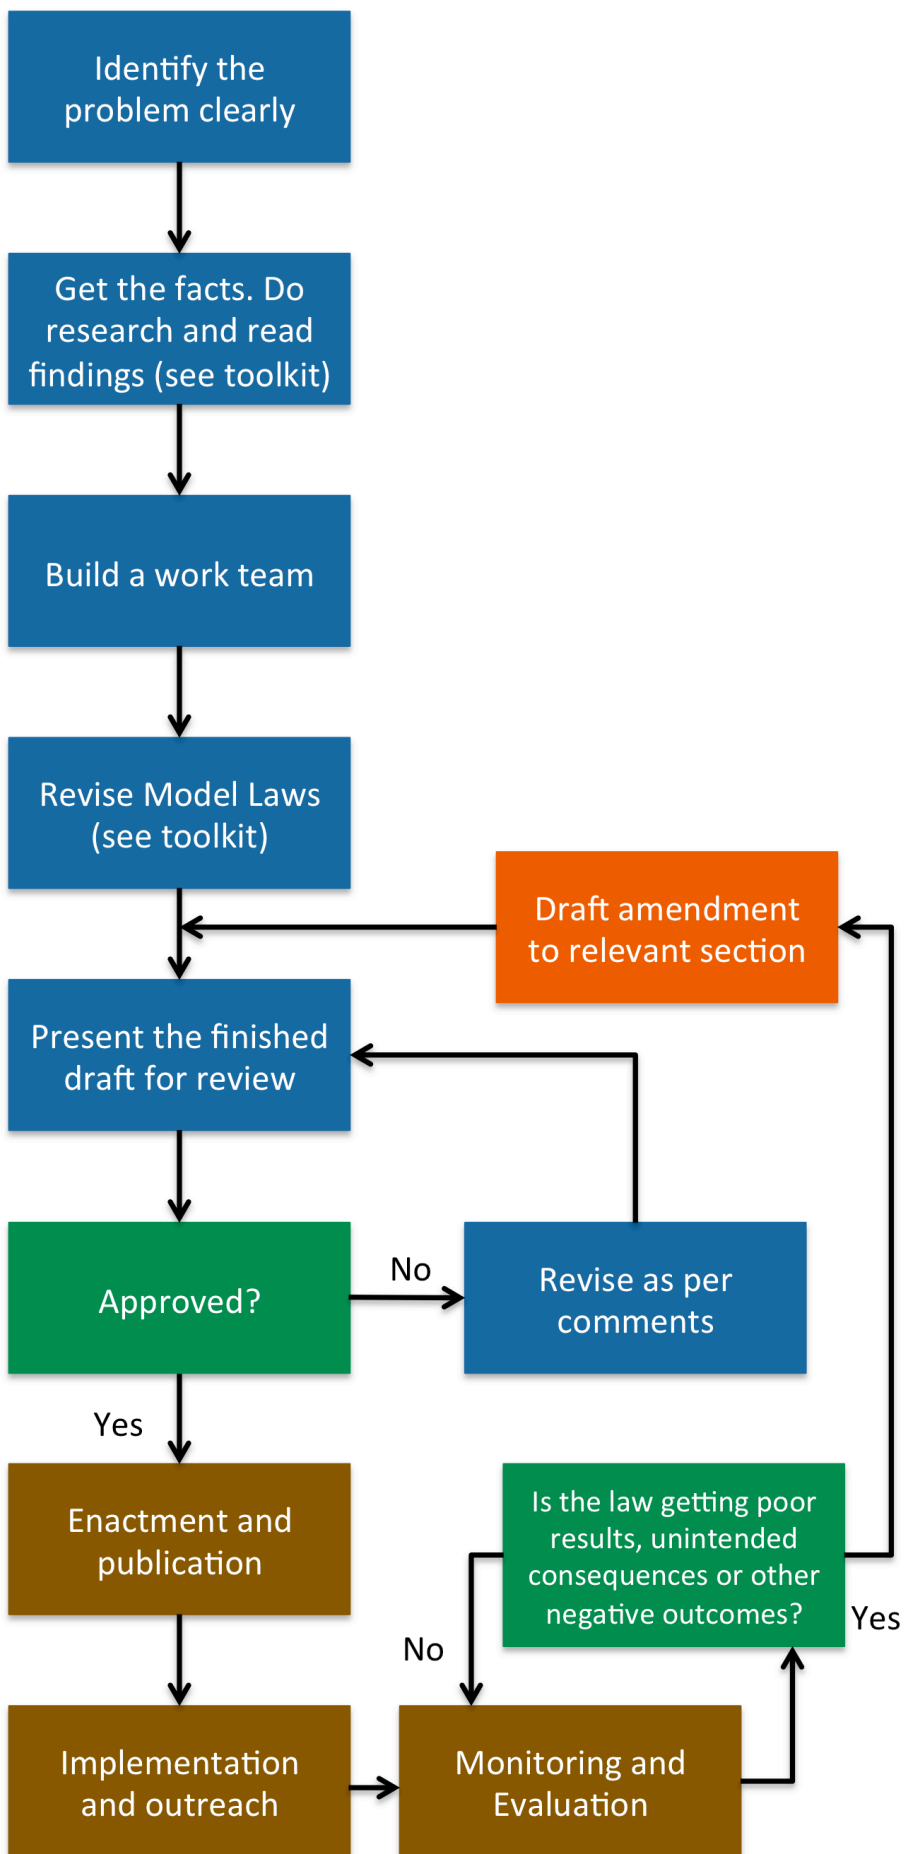 Identify the
problem clearly
Get the facts. Do
research and read
findings (see toolkit)
Build a work team
Revise Model Laws
(see toolkit)
Draft amendment
to relevant section
Present the finished
draft for review
Approved?
No
Revise as per
comments
Yes
Enactment and
publication
Is the law getting poor
results, unintended
consequences or other
negative outcomes?
Yes
No
Implementation
and outreach
Monitoring and
Evaluation